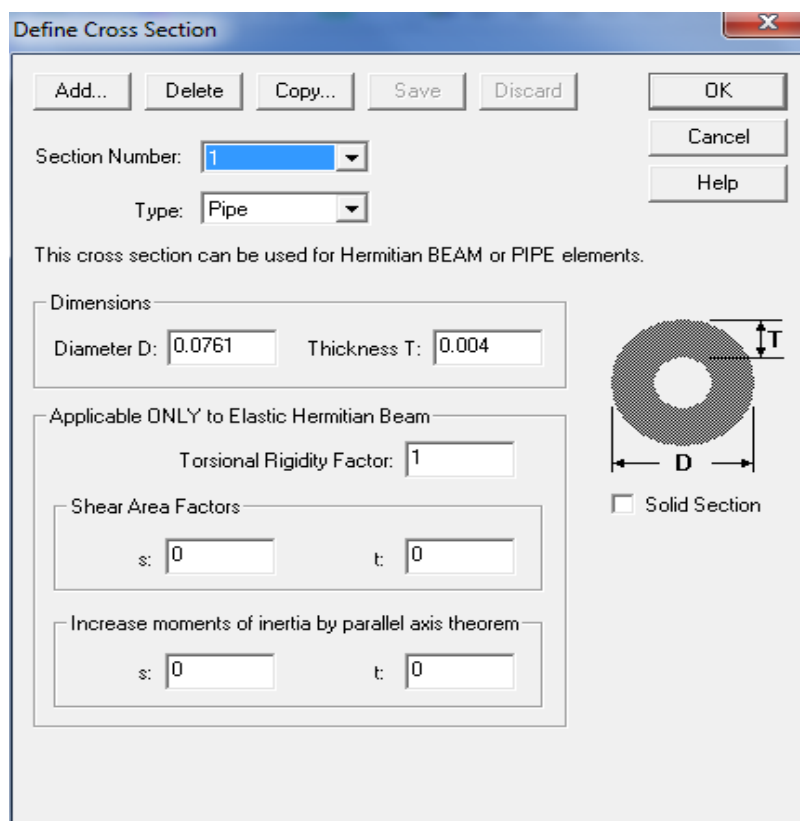 Define Cross Section
Add... Delete Copy... Save Discard OK
Cancel
Section Number: 1
Help
Type: Pipe
This cross section can be used for Hermitian BEAM or PIPE elements.
Dimensions
Diameter D: 0.0761 Thickness T: 0.004
T
Applicable ONLY to Elastic Hermitian Beam
Torsional Rigidity Factor: 1
D
Shear Area Factors
Solid Section
s: 0 t: 0
Increase moments of inertia by parallel axis theorem
s: 0 t: 0